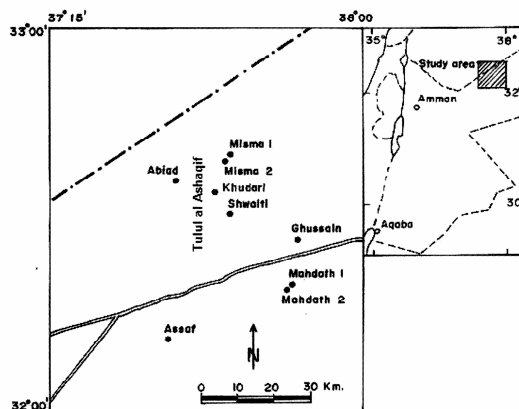 37°15'
38°00'
33°00'
35°
38°
Study area
32°
Amman
Misma 1
Misma 2
Abiad
Khudari
Tulul al Ashaqif
Shwaiti
30°
Ghussain
Aqaba
Mahdath 1
Mahdath 2
Assaf
N
0 10 20 30 Km.
32°00'